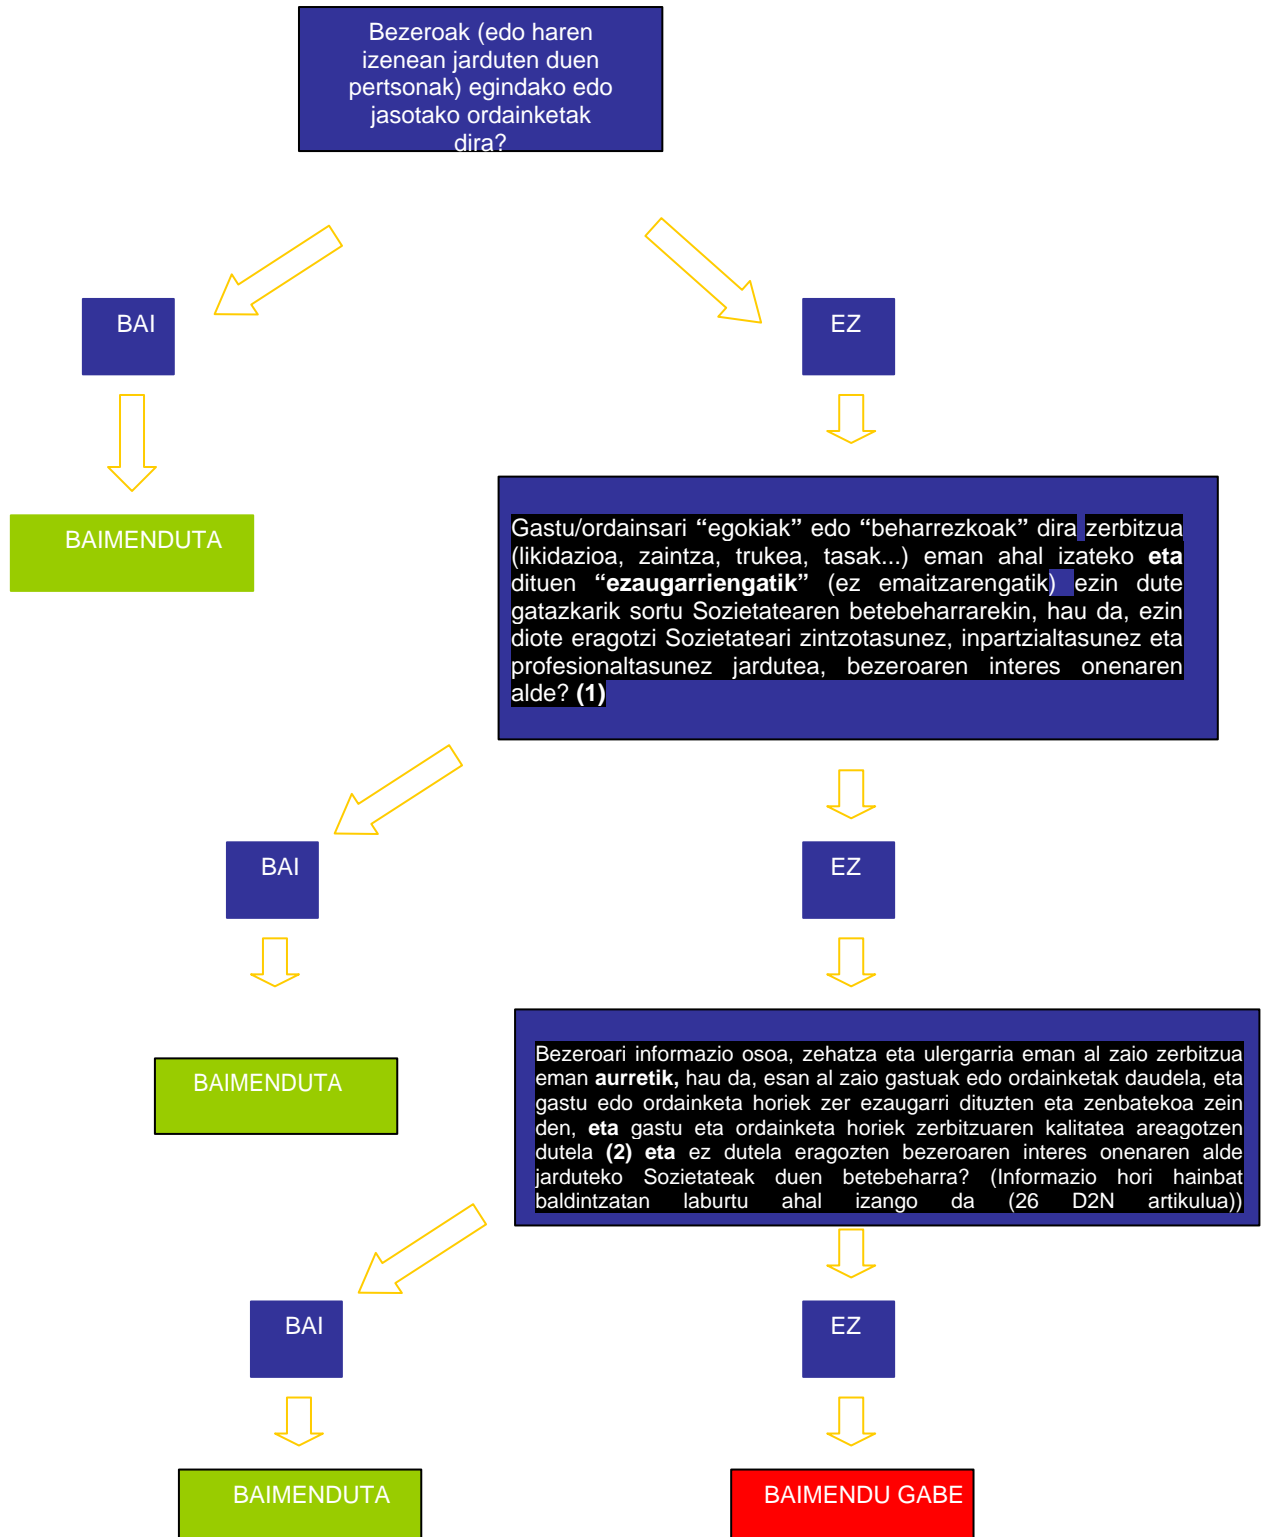 Bezeroak (edo haren
izenean jarduten duen
pertsonak) egindako edo
jasotako ordainketak
dira?
BAI
EZ
BAIMENDUTA
Gastu/ordainsari “egokiak” edo “beharrezkoak” dira zerbitzua
(likidazioa, zaintza, trukea, tasak...) eman ahal izateko eta
dituen “ezaugarriengatik” (ez emaitzarengatik) ezin dute
gatazkarik sortu Sozietatearen betebeharrarekin, hau da, ezin
diote eragotzi Sozietateari zintzotasunez, inpartzialtasunez eta
profesionaltasunez jardutea, bezeroaren interes onenaren
alde? (1)
BAI
EZ
BAIMENDUTA
Bezeroari informazio osoa, zehatza eta ulergarria eman al zaio zerbitzua
eman aurretik, hau da, esan al zaio gastuak edo ordainketak daudela, eta
gastu edo ordainketa horiek zer ezaugarri dituzten eta zenbatekoa zein
den, eta gastu eta ordainketa horiek zerbitzuaren kalitatea areagotzen
dutela (2) eta ez dutela eragozten bezeroaren interes onenaren alde
jarduteko Sozietateak duen betebeharra? (Informazio hori hainbat
baldintzatan laburtu ahal izango da (26 D2N artikulua))
BAI
EZ
BAIMENDUTA
BAIMENDU GABE